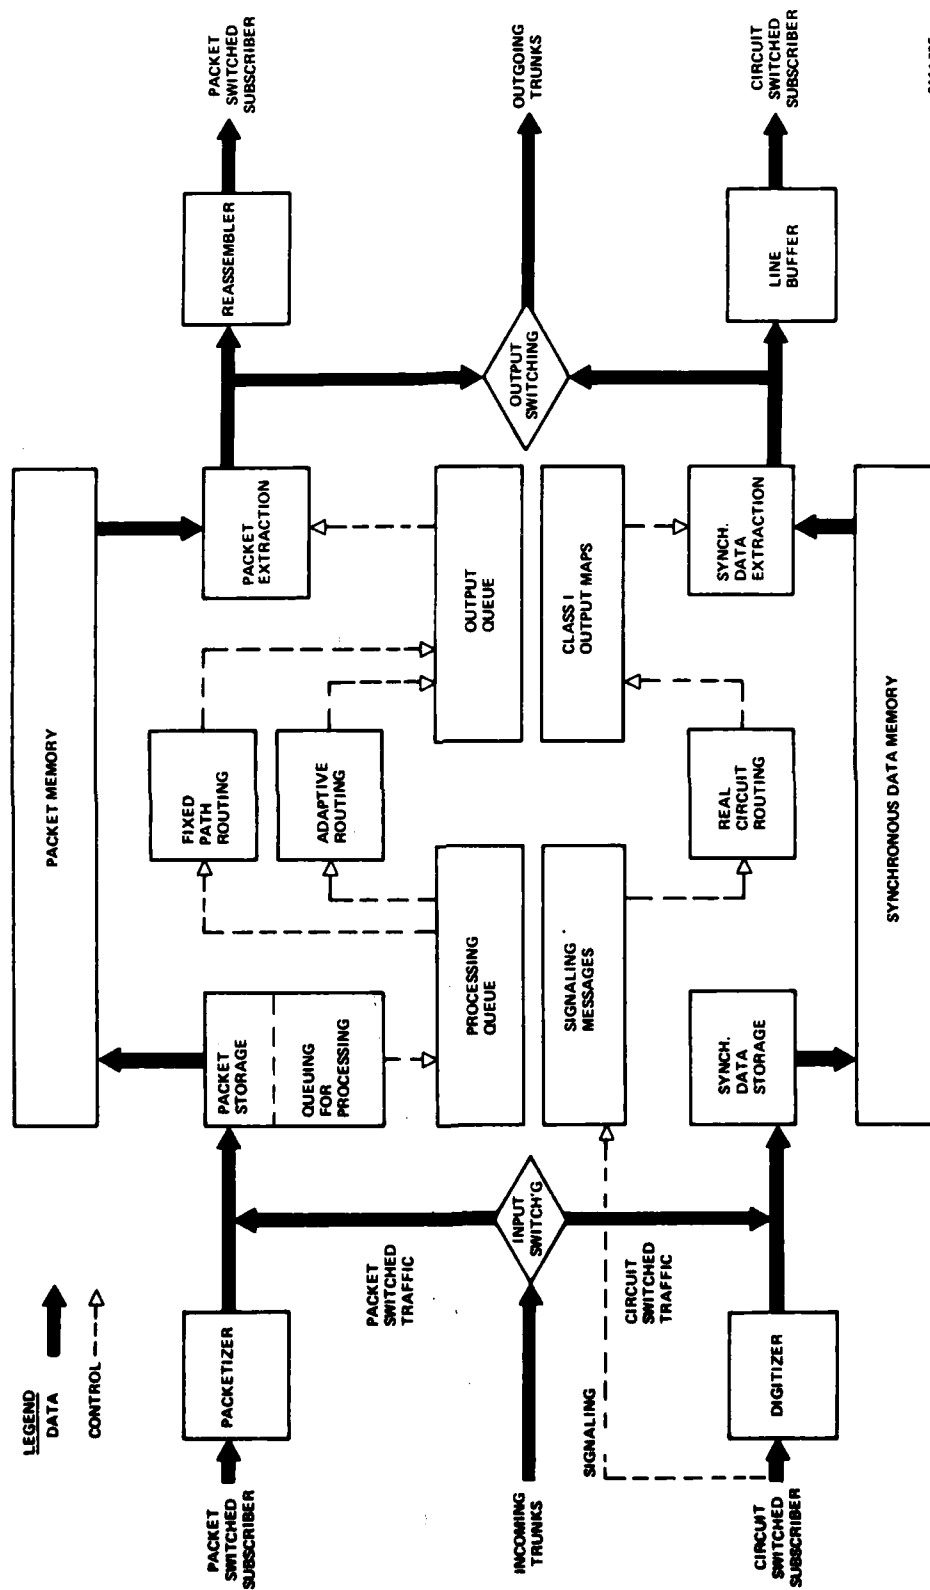 LEGEND
DATA
CONTROL
PACKET
SWITCHED
SUBSCRIBER
PACKETIZER
PACKET MEMORY
PACKET
STORAGE
QUEUING
FOR
PROCESSING
FIXED
PATH
ROUTING
ADAPTIVE
ROUTING
PACKET
EXTRACTION
REASSEMBLER
PACKET
SWITCHED
SUBSCRIBER
PACKET
SWITCHED
TRAFFIC
PROCESSING
QUEUE
OUTPUT
QUEUE
INCOMING
TRUNKS
INPUT
SWITCH'G
OUTPUT
SWITCHING
OUTGOING
TRUNKS
SIGNALING
CIRCUIT
SWITCHED
TRAFFIC
SIGNALING
MESSAGES
CLASS I
OUTPUT MAPS
REAL
CIRCUIT
ROUTING
CIRCUIT
SWITCHED
SUBSCRIBER
DIGITIZER
SYNCH.
DATA
STORAGE
SYNCH.
DATA
EXTRACTION
LINE
BUFFER
CIRCUIT
SWITCHED
SUBSCRIBER
SYNCHRONOUS DATA MEMORY